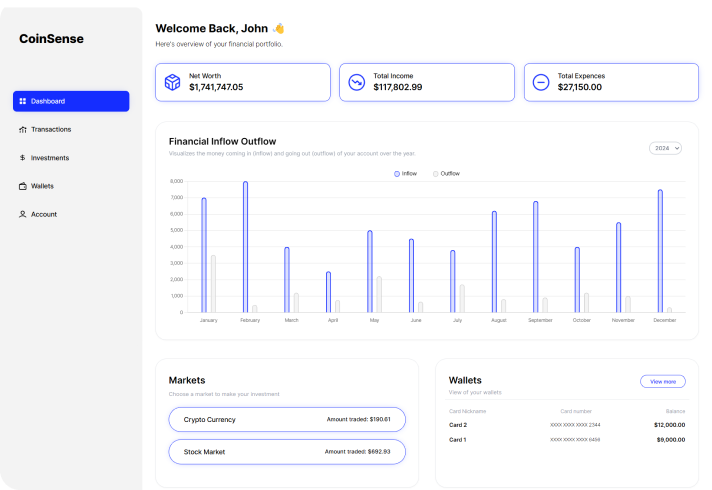 CoinSense
Dashboard
Transactions
Investments
Wallets
Account
Welcome Back, John 👋
Here's overview of your financial portfolio.
Net Worth
$1,741,747.05
Total Income
$117,802.99
Total Expences
$27,150.00
Financial Inflow Outflow
Visualizes the money coming in (inflow) and going our (outflow) of your account over the year.
2024
Inflow Outflow
8,000
7,000
6,000
5,000
4,000
3,000
2,000
1,000
0
January February March April May June July August September October November December
Markets
Choose a market to make your investment
Crypto Currency Amount traded: $190.61
Stock Market Amount traded: $692.93
Wallets
View of your wallets
View more
Card Nickname Card number Balance
Card 2 XXXX XXXX XXXX 2344 $12,000.00
Card 1 XXXX XXXX XXXX 6458 $9,000.00